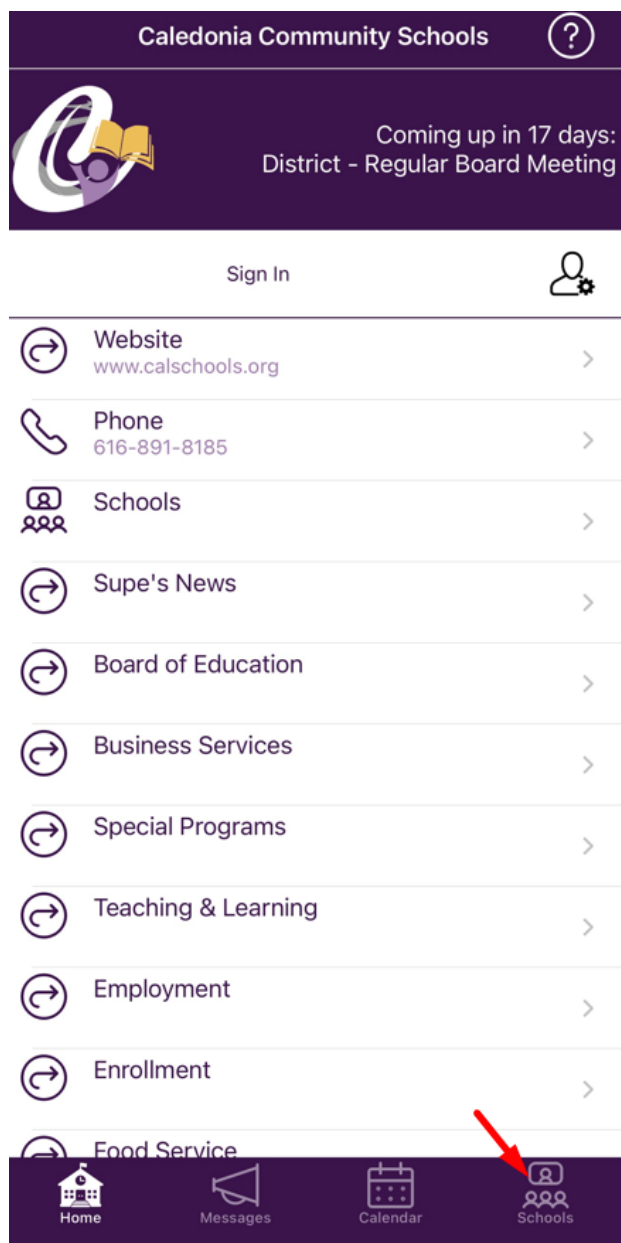 Caledonia Community Schools
?
Coming up in 17 days:
District - Regular Board Meeting
Sign In
Website
www.calschools.org
Phone
616-891-8185
Schools
Supe's News
Board of Education
Business Services
Special Programs
Teaching & Learning
Employment
Enrollment
Food Service
Home
Messages
Calendar
Schools